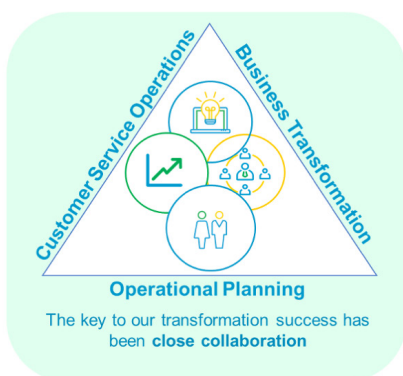 Customer Service Operations
Business Transformation
Operational Planning
The key to our transformation success has
been close collaboration